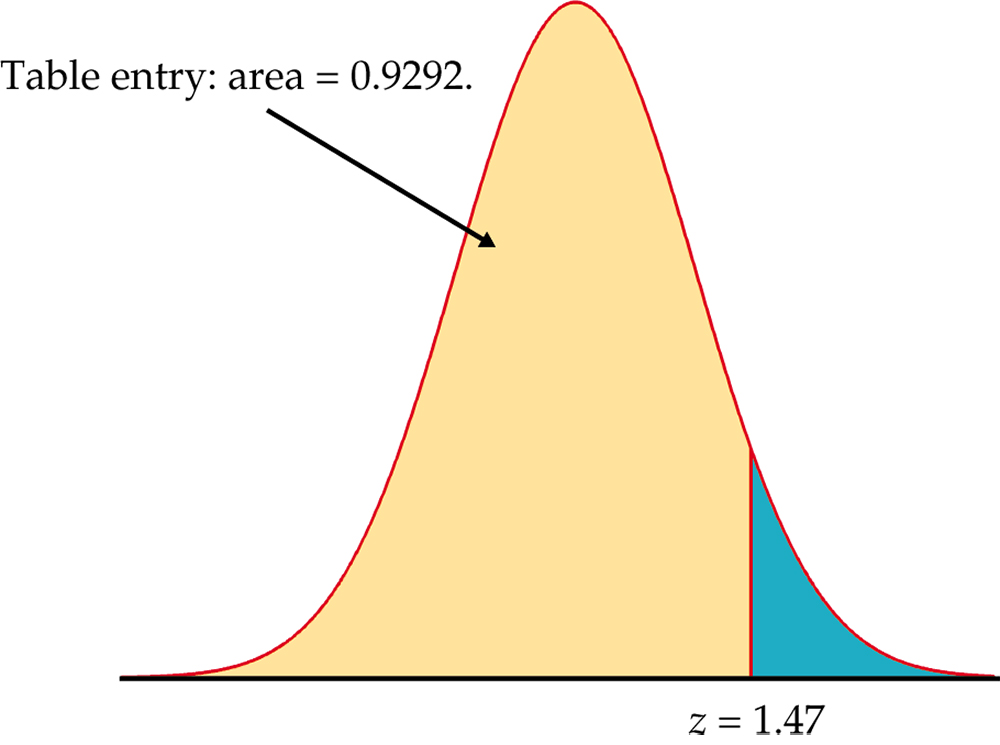 Table entry: area = 0.9292.
z = 1.47